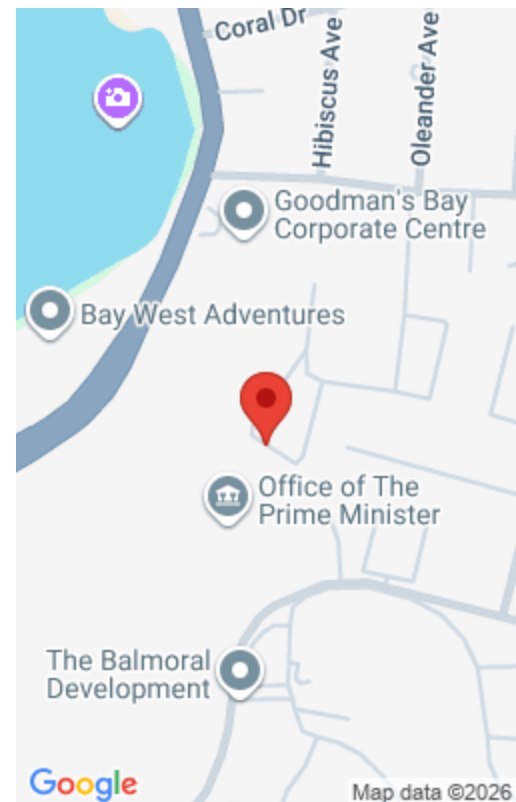 Coral Dr
Hibiscus Ave
Oleander Ave
Goodman's Bay
Corporate Centre
Bay West Adventures
Office of The
Prime Minister
The Balmoral
Development
Google
Map data ©2026